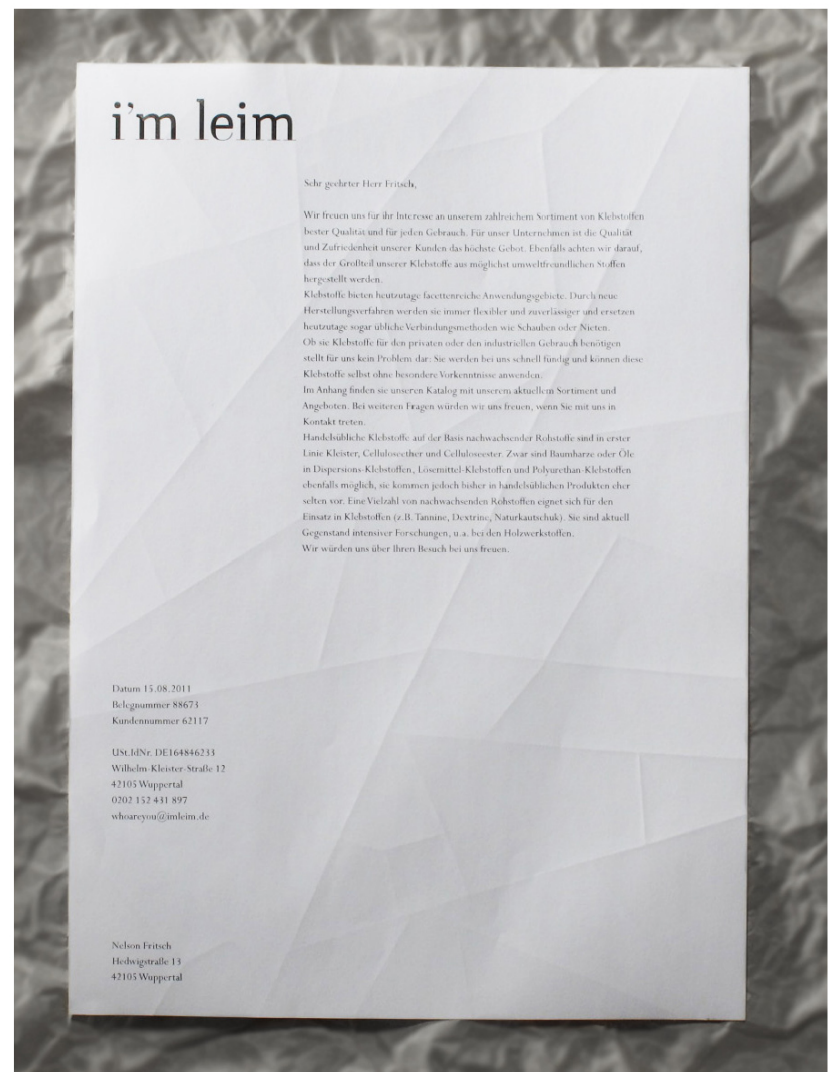 i'm leim
Sehr geehrter Herr Fritsch,
Wir freuen uns für ihr Interesse an unserem zahlreichem Sortiment von Klebstoffen
bester Qualität und für jeden Gebrauch. Für unser Unternehmen ist die Qualität
und Zufriedenheit unserer Kunden das höchste Gebot. Ebenfalls achten wir darauf,
dass der Großteil unserer Klebstoffe aus möglichst umweltfreundlichen Stoffen
hergestellt werden.
Klebstoffe bieten heutzutage facettenreiche Anwendungsgebiete. Durch neue
Herstellungsverfahren werden sie immer flexibler und zuverlässiger und ersetzen
heutzutage sogar übliche Verbindungsmethoden wie Schauben oder Nieten.
Ob sie Klebstoffe für den privaten oder den industriellen Gebrauch benötigen
stellt für uns kein Problem dar: Sie werden bei uns schnell fündig und können diese
Klebstoffe selbst ohne besondere Vorkenntnisse anwenden.
Im Anhang finden sie unseren Katalog mit unserem aktuellem Sortiment und
Angeboten. Bei weiteren Fragen würden wir uns freuen, wenn Sie mit uns in
Kontakt treten.
Handelsübliche Klebstoffe auf der Basis nachwachsender Rohstoffe sind in erster
Linie Kleister, Celluloseether und Celluloseester. Zwar sind Baumharze oder Öle
in Dispersions-Klebstoffen, Lösemittel-Klebstoffen und Polyurethan-Klebstoffen
ebenfalls möglich, sie kommen jedoch bisher in handelsüblichen Produkten eher
selten vor. Eine Vielzahl von nachwachsenden Rohstoffen eignet sich für den
Einsatz in Klebstoffen (z.B. Tannine, Dextrine, Naturkautschuk). Sie sind aktuell
Gegenstand intensiver Forschungen, u.a. bei den Holzwerkstoffen.
Wir würden uns über Ihren Besuch bei uns freuen.
Datum 15.08.2011
Belegnummer 88673
Kundennummer 62117
USt.IdNr. DE164846233
Wilhelm-Kleister-Straße 12
42105 Wuppertal
0202 152 431 897
whoareyou@imleim.de
Nelson Fritsch
Hedwigstraße 13
42105 Wuppertal